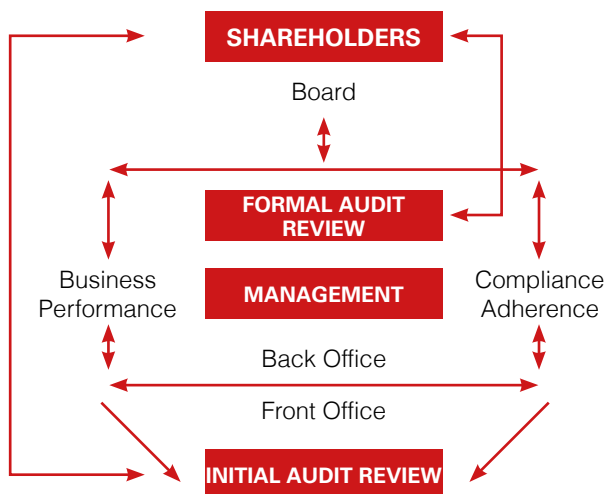 SHAREHOLDERS
Board
FORMAL AUDIT
REVIEW
Business
Performance
MANAGEMENT
Compliance
Adherence
Back Office
Front Office
INITIAL AUDIT REVIEW